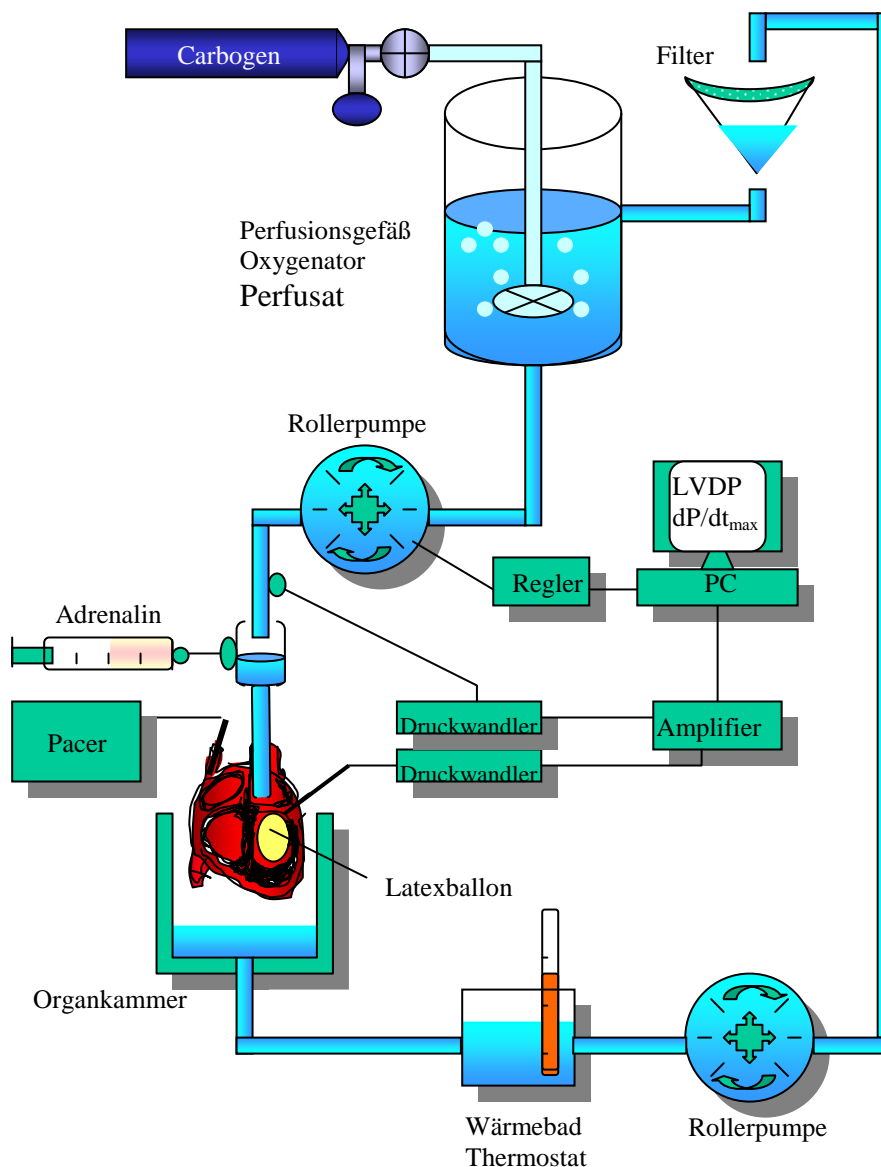 Carbogen
Filter
Perfusionsgefäß
Oxygenator
Perfusat
Rollerpumpe
LVDP
dP/dtmax
Regler
PC
Adrenalin
Pacer
Druckwandler
Amplifier
Druckwandler
Latexballon
Organkammer
Wärmebad
Thermostat
Rollerpumpe